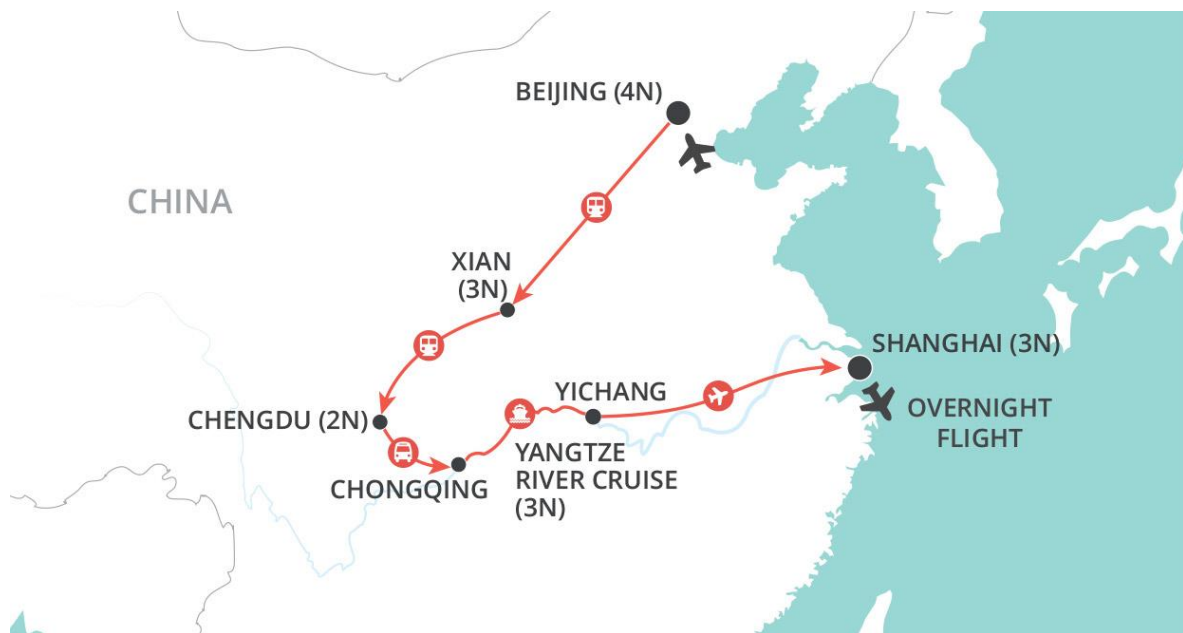 BEIJING (4N)
CHINA
XIAN
(3N)
SHANGHAI (3N)
YICHANG
CHENGDU (2N)
OVERNIGHT
FLIGHT
YANGTZE
RIVER CRUISE
(3N)
CHONGQING